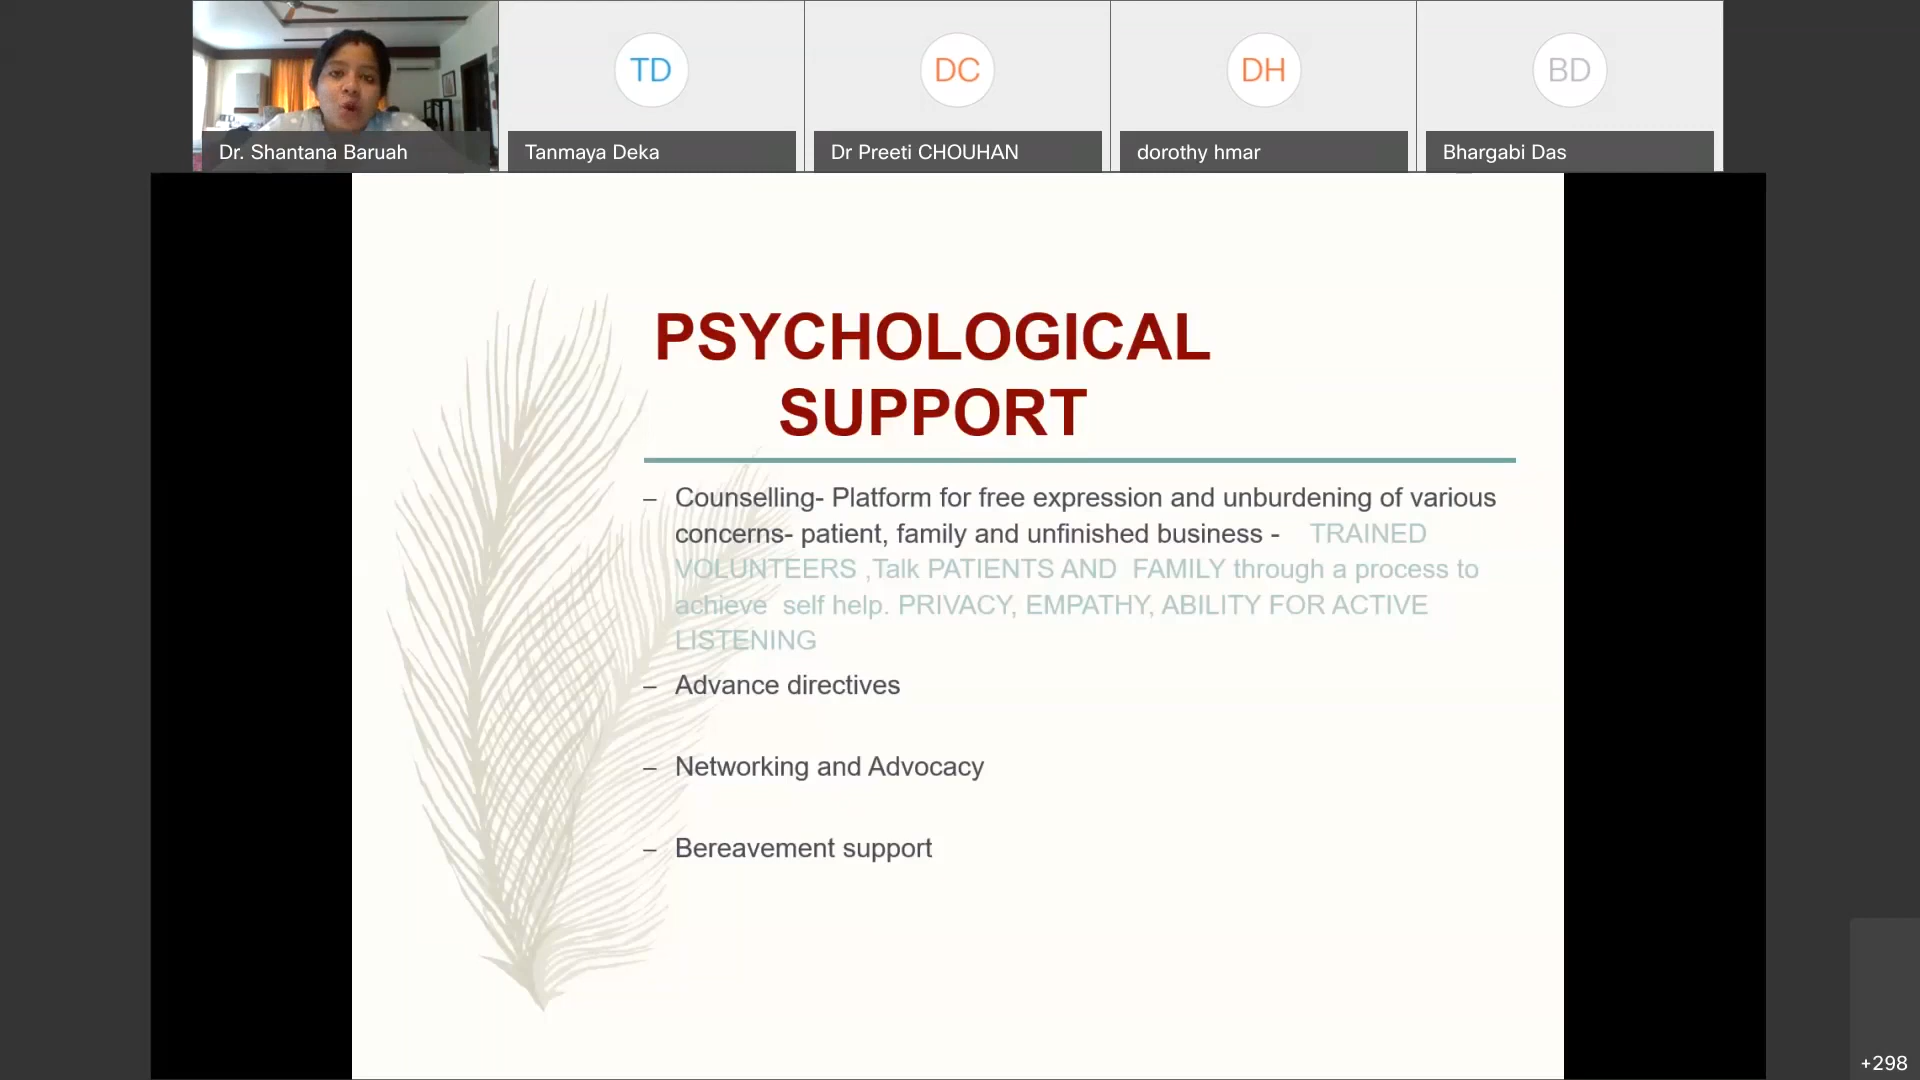 TD
DC
DH
BD
Dr. Shantana Baruah
Tanmaya Deka
Dr Preeti CHOUHAN
dorothy hmar
Bhargabi Das
PSYCHOLOGICAL
SUPPORT
– Counselling- Platform for free expression and unburdening of various
concerns- patient, family and unfinished business - TRAINED
VOLUNTEERS ,Talk PATIENTS AND FAMILY through a process to
achieve self help. PRIVACY, EMPATHY, ABILITY FOR ACTIVE
LISTENING
– Advance directives
– Networking and Advocacy
– Bereavement support
+298